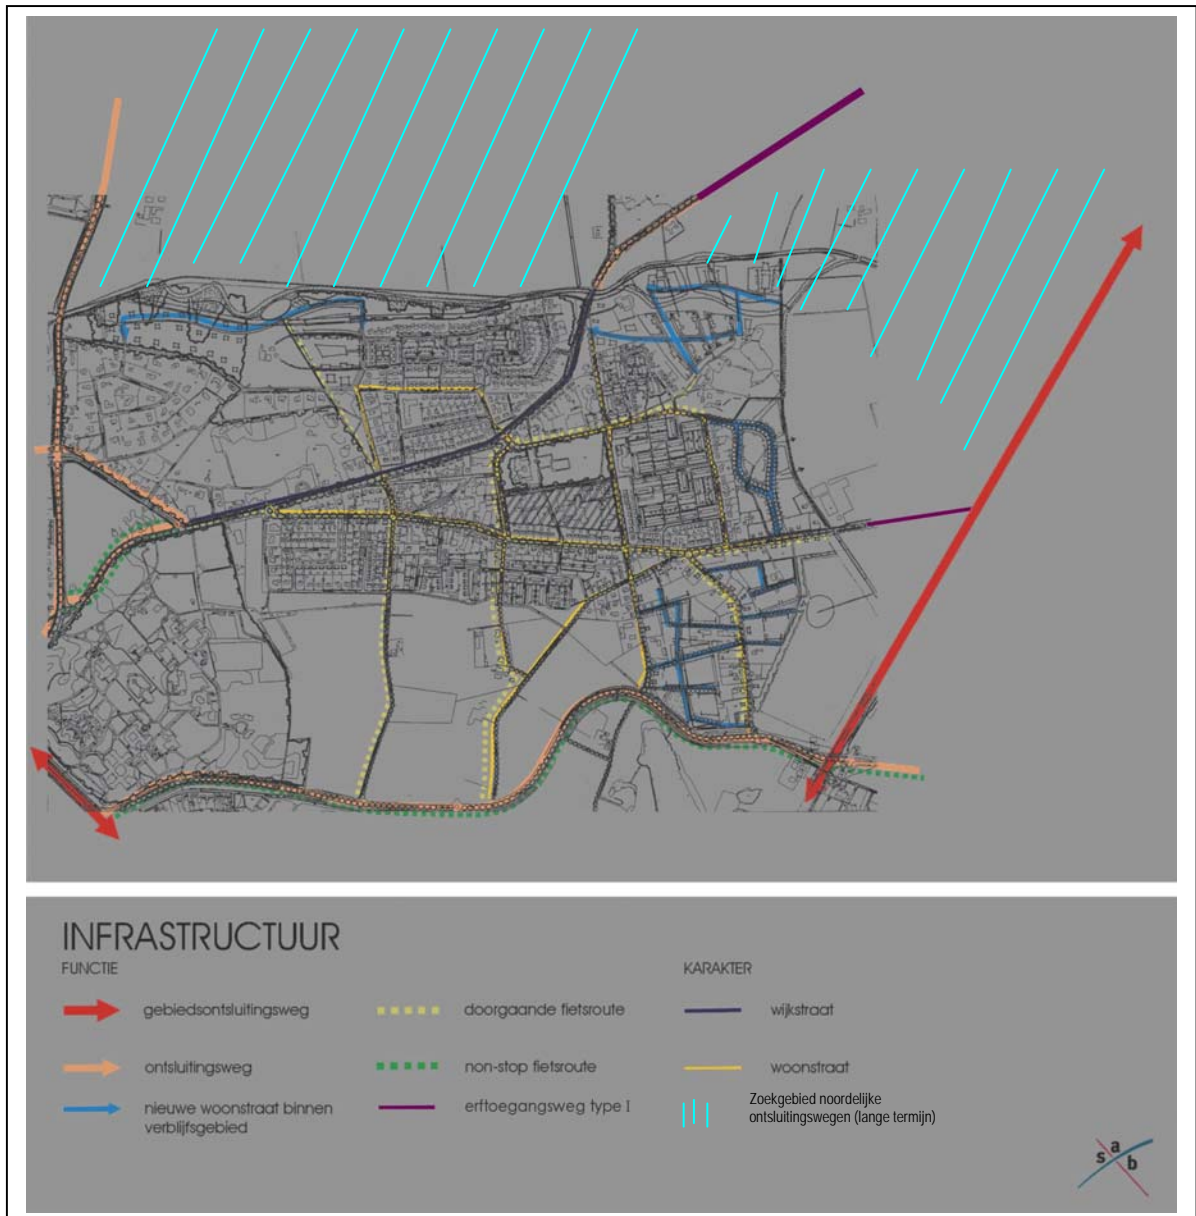 INFRASTRUCTUUR
FUNCTIE
gebiedsontsluitingsweg
ontsluitingsweg
nieuwe woonstraat binnen
verblijfsgebied
doorgaande fietsroute
non-stop fietsroute
erftoegangsweg type I
KARAKTER
wijkstraat
woonstraat
Zoekgebied noordelijke
ontsluitingswegen (lange termijn)
s a b